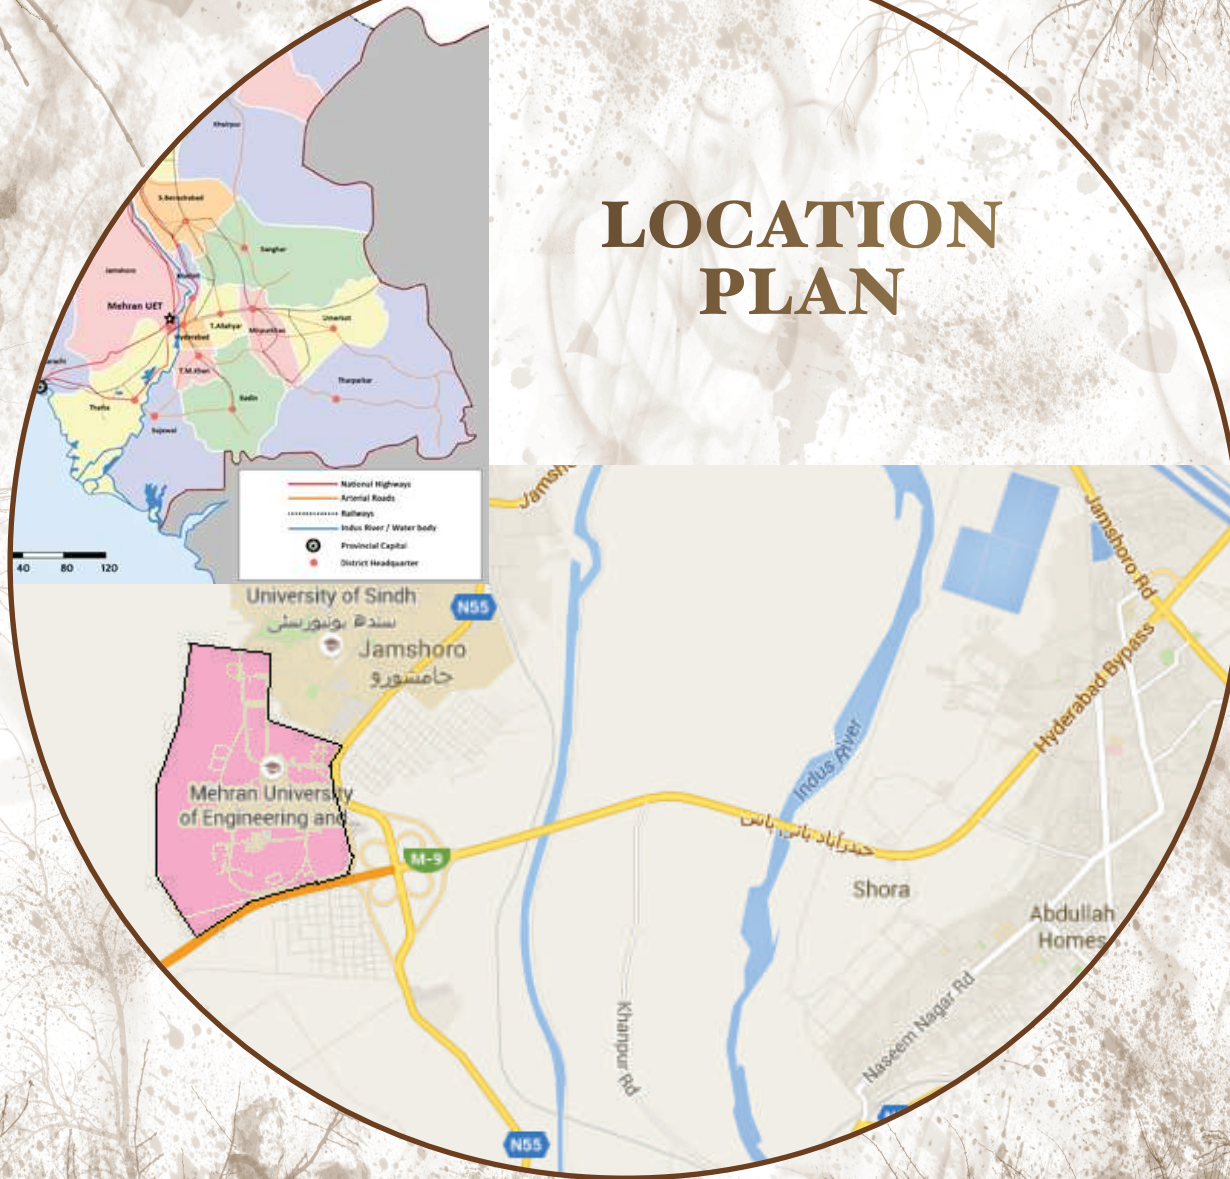 LOCATION
PLAN
Khairpur
S.Benazirabad
Sanghar
Jamshoro
Matiari
Mehran UET
Hyderabad
T.Allahyar
Mirpurkhas
Umerkot
T.M.Khan
Tharparkar
Badin
Thatta
Sujawal
National Highways
Arterial Roads
Railways
Indus River / Water body
Provincial Capital
District Headquarter
40 80 120
University of Sindh
سندھ یونیورسٹی
N55
Jamshoro
جامشورو
Jamshoro Rd
Hyderabad Bypass
Indus River
Mehran University
of Engineering and...
M-9
حیدرآباد بائی پاس
Shora
Abdullah
Homes
Naseem Nagar Rd
Khanpur Rd
N55